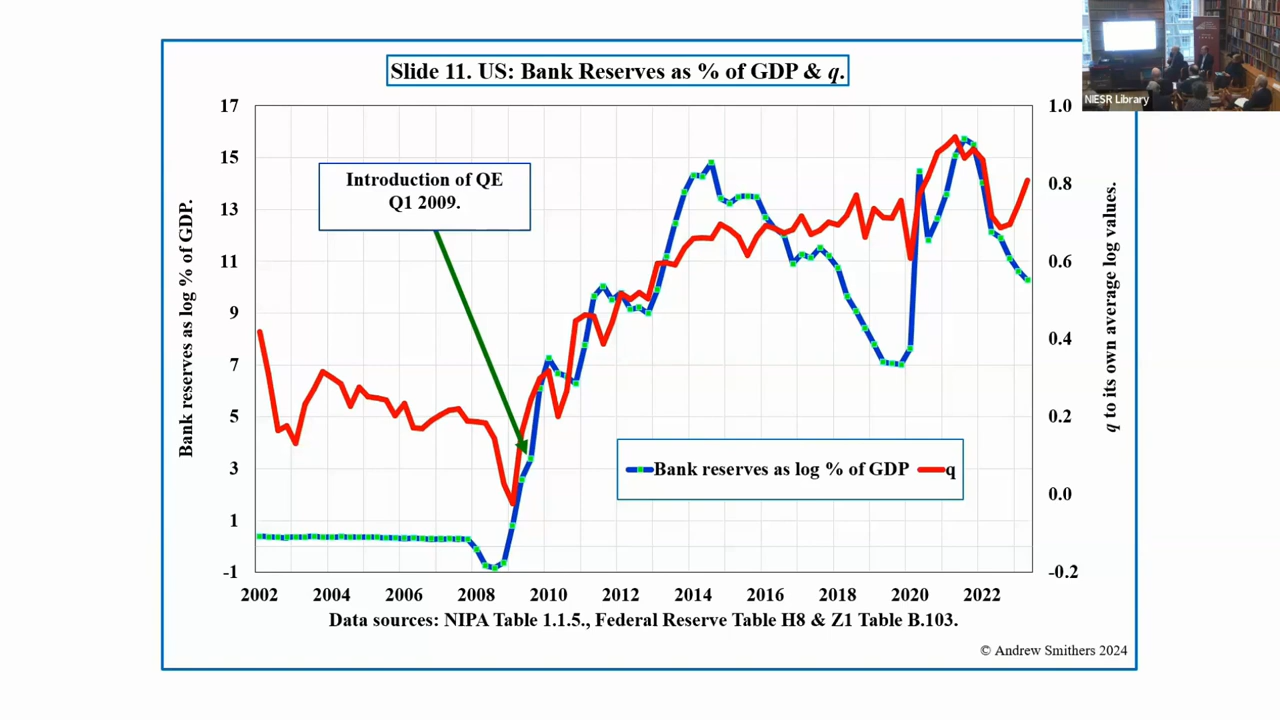 Slide 11. US: Bank Reserves as % of GDP & q.
NIESR Library
17
15
13
11
9
7
5
3
1
-1
Bank reserves as log % of GDP.
Introduction of QE
Q1 2009.
Bank reserves as log % of GDP
q
1.0
0.8
0.6
0.4
0.2
0.0
-0.2
q to its own average log values.
2002 2004 2006 2008 2010 2012 2014 2016 2018 2020 2022
Data sources: NIPA Table 1.1.5., Federal Reserve Table H8 & Z1 Table B.103.
© Andrew Smithers 2024